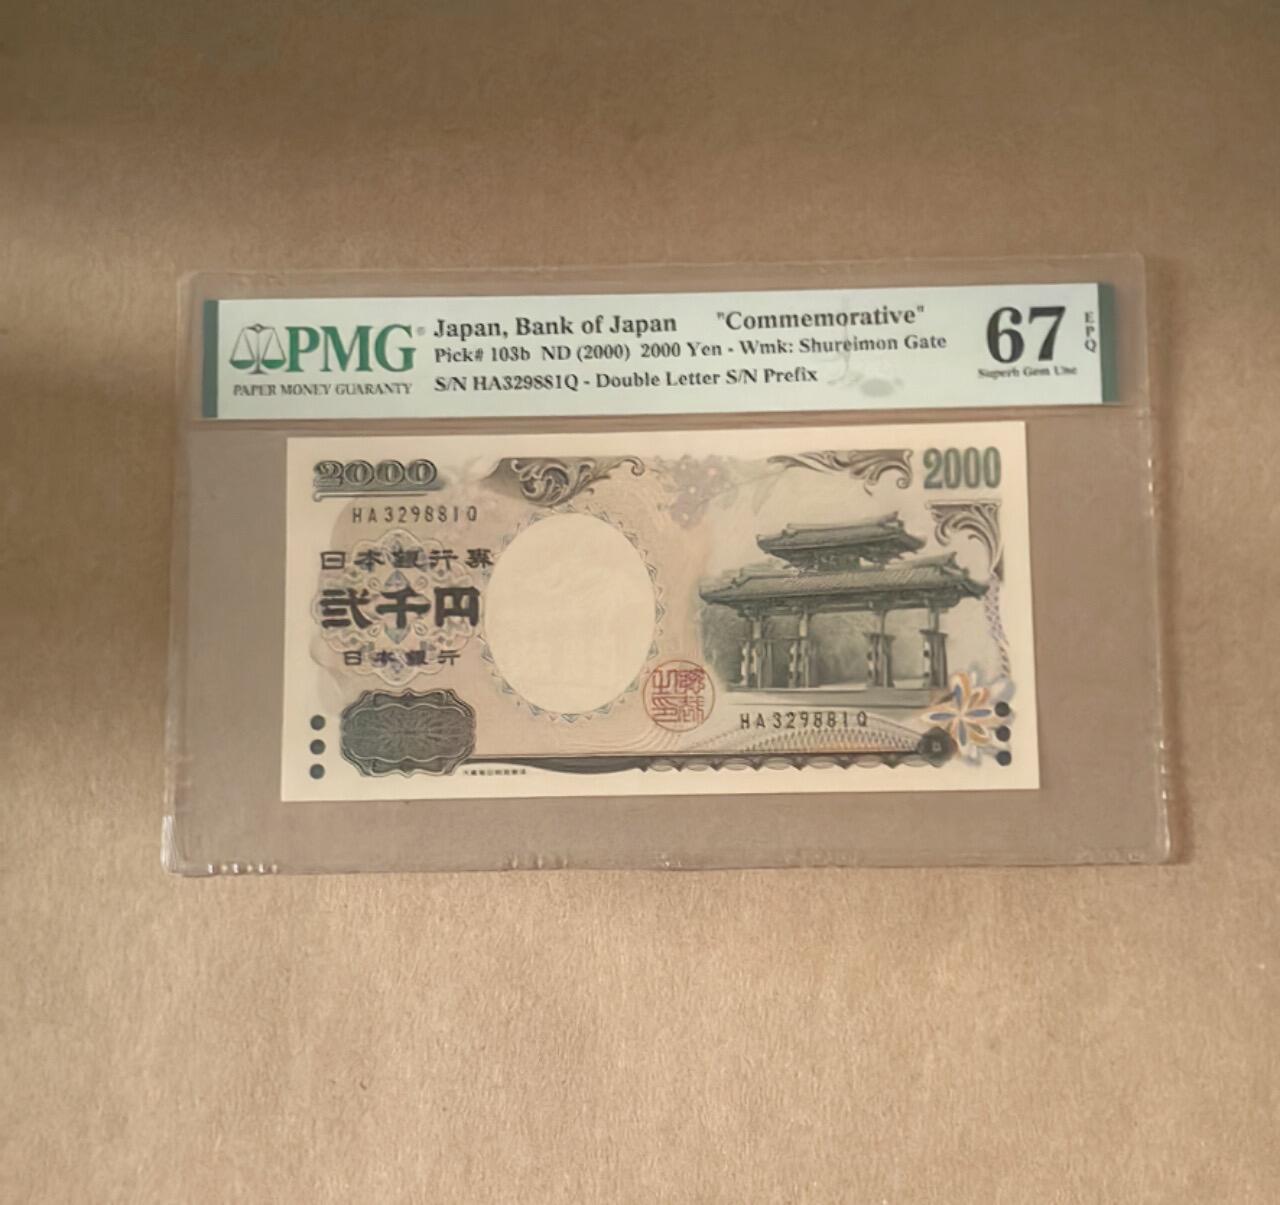 PMG®
PAPER MONEY GUARANTY
Japan, Bank of Japan "Commemorative"
Pick# 103b ND (2000) 2000 Yen - Wmk: Shureimon Gate
S/N HA329881Q - Double Letter S/N Prefix
67
EPQ
Superb Gem Unc
2000
2000
HA329881Q
日本銀行券
弐千円
日本銀行
HA329881Q